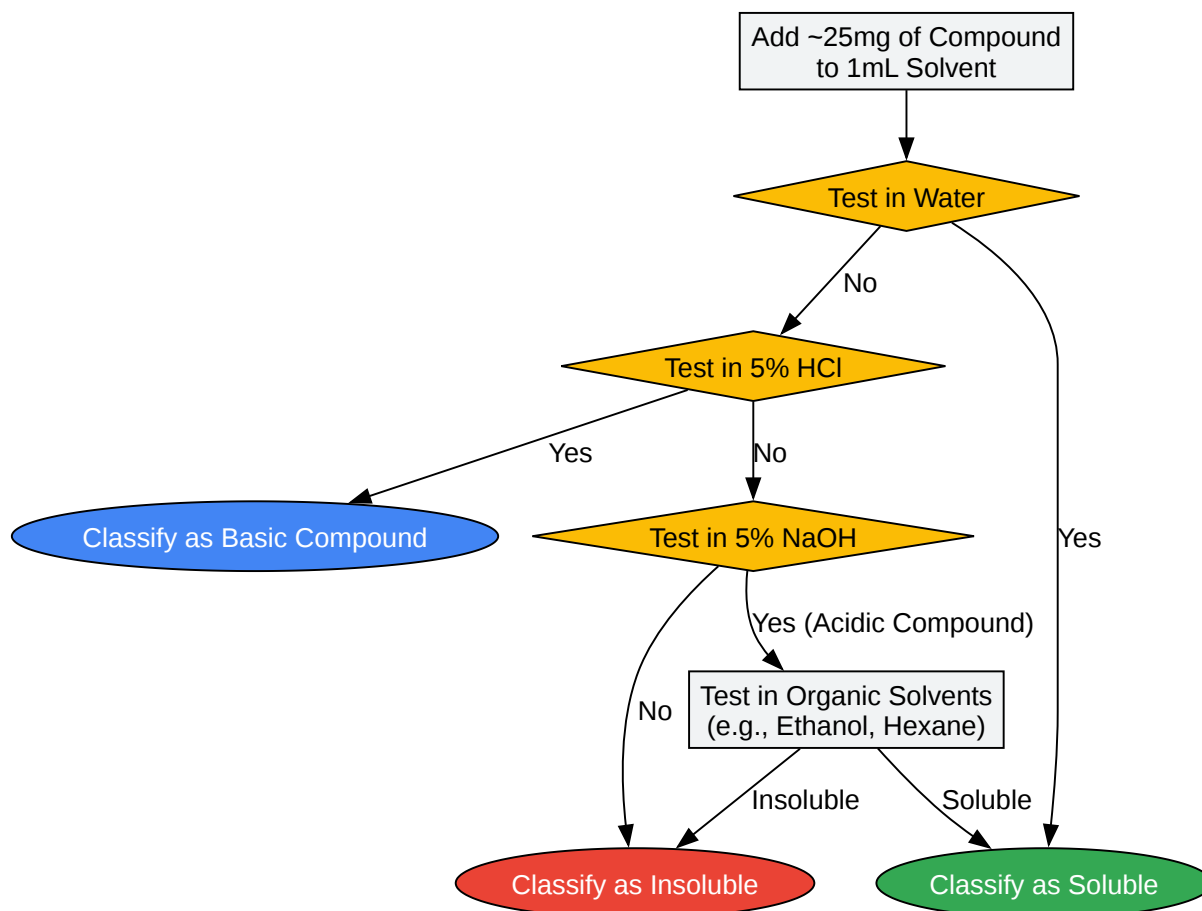 Add ~25mg of Compound
to 1mL Solvent
Test in Water
No
Test in 5% HCl
Yes
No
Classify as Basic Compound
Test in 5% NaOH
Yes
Yes (Acidic Compound)
Test in Organic Solvents
(e.g., Ethanol, Hexane)
No
Insoluble
Soluble
Classify as Insoluble
Classify as Soluble